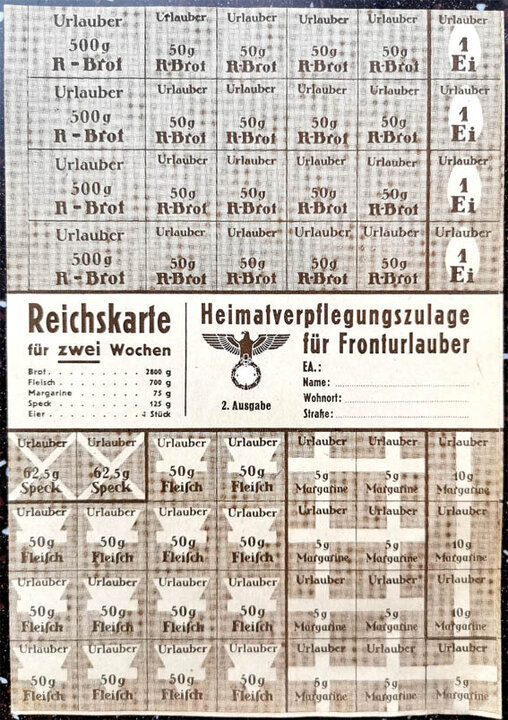 Urlauber Urlauber Urlauber Urlauber Urlauber Urlauber
500g 50g 50g 50g 50g 1
R-Brot R-Brot R-Brot R-Brot R-Brot Ei
Urlauber Urlauber Urlauber Urlauber Urlauber Urlauber
500g 50g 50g 50g 50g 1
R-Brot R-Brot R-Brot R-Brot R-Brot Ei
Urlauber Urlauber Urlauber Urlauber Urlauber Urlauber
500g 50g 50g 50g 50g 1
R-Brot R-Brot R-Brot R-Brot R-Brot Ei
Urlauber Urlauber Urlauber Urlauber Urlauber Urlauber
500g 50g 50g 50g 50g 1
R-Brot R-Brot R-Brot R-Brot R-Brot Ei
Reichskarte
für zwei Wochen
Brot . . . . . . . . 2800 g
Fleisch . . . . . . . 700 g
Margarine . . . . . . 75 g
Speck . . . . . . . 125 g
Eier . . . . . . . . 4 Stück
Heimatverpflegungszulage
für Fronturlauber
2. Ausgabe
EA.:
Name:
Wohnort:
Straße:
Urlauber Urlauber Urlauber Urlauber Urlauber Urlauber Urlauber
62,5g 62,5g 50g 50g 5g 5g 10g
Speck Speck Fleiſch Fleiſch Margarine Margarine Margarine
Urlauber Urlauber Urlauber Urlauber Urlauber Urlauber Urlauber
50g 50g 50g 50g 5g 5g 10g
Fleiſch Fleiſch Fleiſch Fleiſch Margarine Margarine Margarine
Urlauber Urlauber Urlauber Urlauber Urlauber Urlauber Urlauber
50g 50g 50g 50g 5g 5g 10g
Fleiſch Fleiſch Fleiſch Fleiſch Margarine Margarine Margarine
Urlauber Urlauber Urlauber Urlauber Urlauber Urlauber Urlauber
50g 50g 50g 50g 5g 5g 5g
Fleiſch Fleiſch Fleiſch Fleiſch Margarine Margarine Margarine